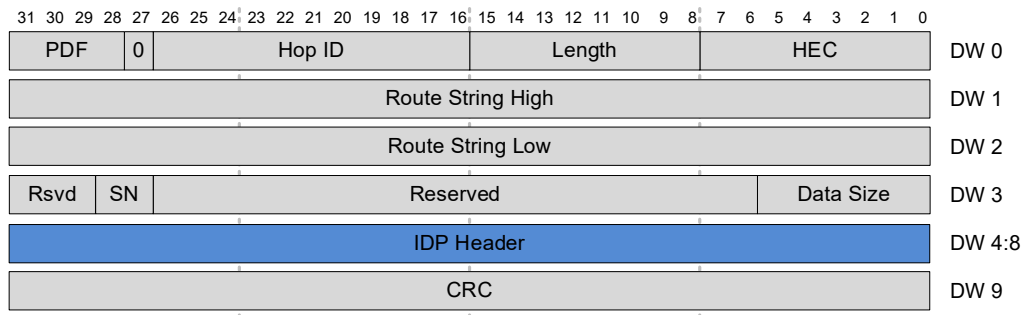 31 30 29 28 27 26 25 24 23 22 21 20 19 18 17 16 15 14 13 12 11 10 9 8 7 6 5 4 3 2 1 0
PDF 0 Hop ID Length HEC DW 0
Route String High DW 1
Route String Low DW 2
Rsvd SN Reserved Data Size DW 3
IDP Header DW 4:8
CRC DW 9